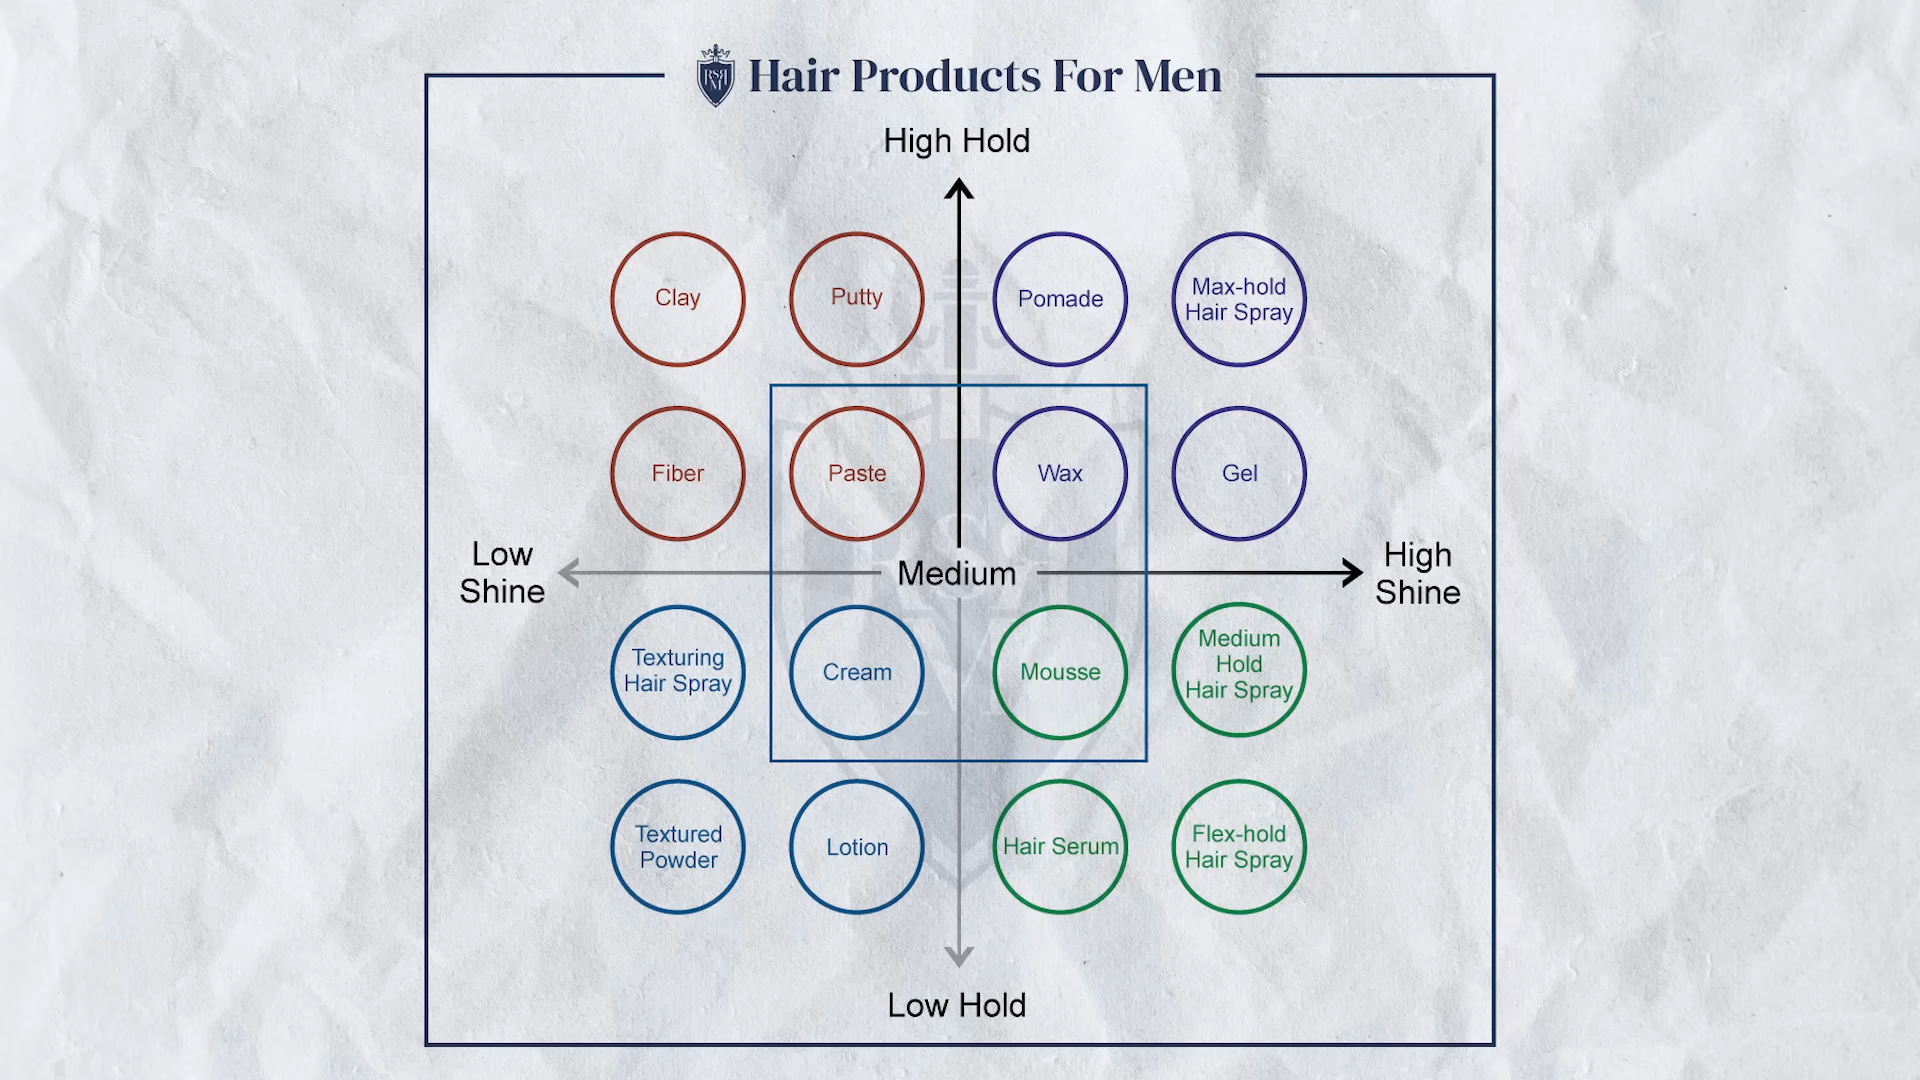 Hair Products For Men
High Hold
Clay
Putty
Pomade
Max-hold
Hair Spray
Fiber
Paste
Wax
Gel
Low
Shine
Medium
High
Shine
Texturing
Hair Spray
Cream
Mousse
Medium
Hold
Hair Spray
Textured
Powder
Lotion
Hair Serum
Flex-hold
Hair Spray
Low Hold